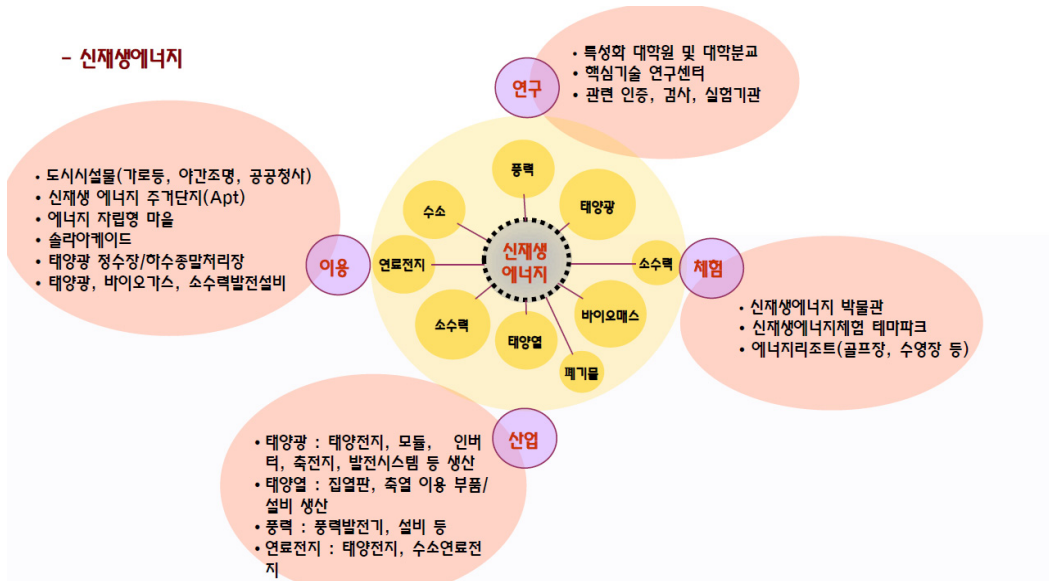 - 신재생에너지
연구
• 특성화 대학원 및 대학분교
• 핵심기술 연구센터
• 관련 인증, 검사, 실험기관
이용
• 도시시설물(가로등, 야간조명, 공공청사)
• 신재생 에너지 주거단지(Apt)
• 에너지 자립형 마을
• 솔라아케이드
• 태양광 정수장/하수종말처리장
• 태양광, 바이오가스, 소수력발전설비
풍력
태양광
수소
신재생
에너지
연료전지
소수력
소수력
바이오매스
태양열
폐기물
체험
• 신재생에너지 박물관
• 신재생에너지체험 테마파크
• 에너지리조트(골프장, 수영장 등)
산업
• 태양광 : 태양전지, 모듈, 인버
터, 축전지, 발전시스템 등 생산
• 태양열 : 집열판, 축열 이용 부품/
설비 생산
• 풍력 : 풍력발전기, 설비 등
• 연료전지 : 태양전지, 수소연료전
지